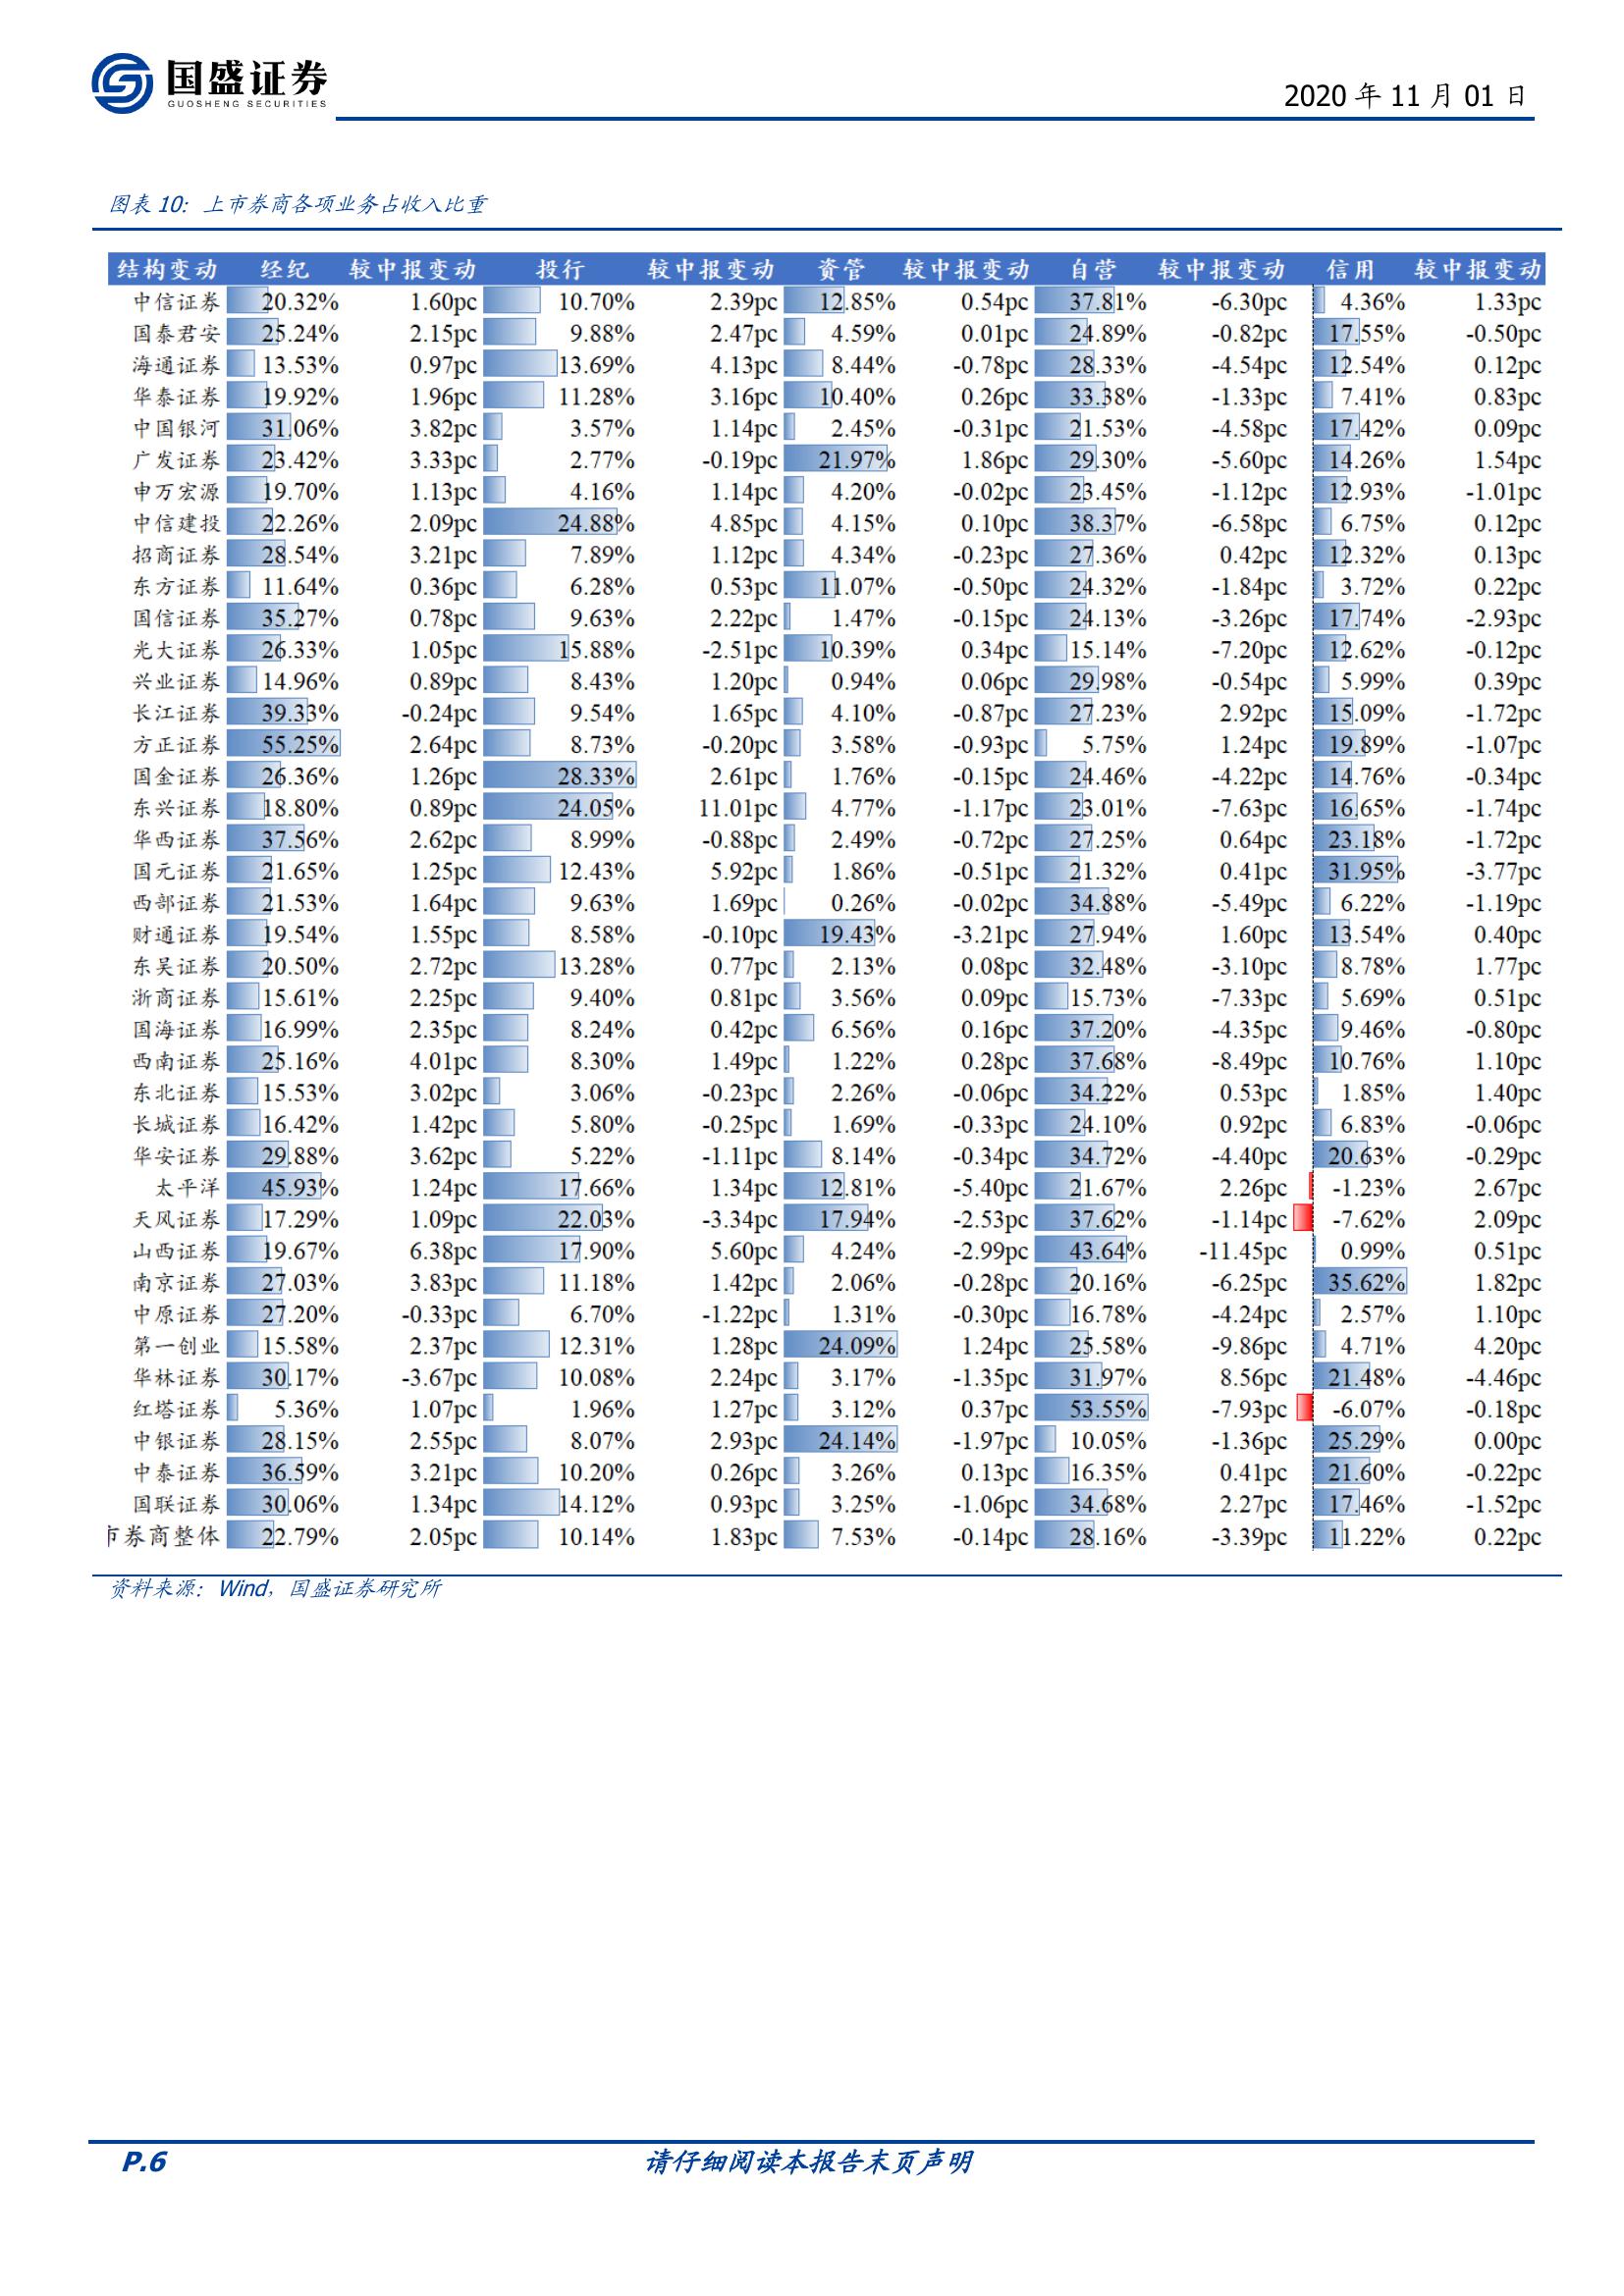 国盛证券
GUOSHENG SECURITIES
2020 年 11 月 01 日
图表 10：上市券商各项业务占收入比重
结构变动 经纪 较中报变动 投行 较中报变动 资管 较中报变动 自营 较中报变动 信用 较中报变动
中信证券 20.32% 1.60pc 10.70% 2.39pc 12.85% 0.54pc 37.81% -6.30pc 4.36% 1.33pc
国泰君安 25.24% 2.15pc 9.88% 2.47pc 4.59% 0.01pc 24.89% -0.82pc 17.55% -0.50pc
海通证券 13.53% 0.97pc 13.69% 4.13pc 8.44% -0.78pc 28.33% -4.54pc 12.54% 0.12pc
华泰证券 19.92% 1.96pc 11.28% 3.16pc 10.40% 0.26pc 33.38% -1.33pc 7.41% 0.83pc
中国银河 31.06% 3.82pc 3.57% 1.14pc 2.45% -0.31pc 21.53% -4.58pc 17.42% 0.09pc
广发证券 23.42% 3.33pc 2.77% -0.19pc 21.97% 1.86pc 29.30% -5.60pc 14.26% 1.54pc
申万宏源 19.70% 1.13pc 4.16% 1.14pc 4.20% -0.02pc 23.45% -1.12pc 12.93% -1.01pc
中信建投 22.26% 2.09pc 24.88% 4.85pc 4.15% 0.10pc 38.37% -6.58pc 6.75% 0.12pc
招商证券 28.54% 3.21pc 7.89% 1.12pc 4.34% -0.23pc 27.36% 0.42pc 12.32% 0.13pc
东方证券 11.64% 0.36pc 6.28% 0.53pc 11.07% -0.50pc 24.32% -1.84pc 3.72% 0.22pc
国信证券 35.27% 0.78pc 9.63% 2.22pc 1.47% -0.15pc 24.13% -3.26pc 17.74% -2.93pc
光大证券 26.33% 1.05pc 15.88% -2.51pc 10.39% 0.34pc 15.14% -7.20pc 12.62% -0.12pc
兴业证券 14.96% 0.89pc 8.43% 1.20pc 0.94% 0.06pc 29.98% -0.54pc 5.99% 0.39pc
长江证券 39.33% -0.24pc 9.54% 1.65pc 4.10% -0.87pc 27.23% 2.92pc 15.09% -1.72pc
方正证券 55.25% 2.64pc 8.73% -0.20pc 3.58% -0.93pc 5.75% 1.24pc 19.89% -1.07pc
国金证券 26.36% 1.26pc 28.33% 2.61pc 1.76% -0.15pc 24.46% -4.22pc 14.76% -0.34pc
东兴证券 18.80% 0.89pc 24.05% 11.01pc 4.77% -1.17pc 23.01% -7.63pc 16.65% -1.74pc
华西证券 37.56% 2.62pc 8.99% -0.88pc 2.49% -0.72pc 27.25% 0.64pc 23.18% -1.72pc
国元证券 21.65% 1.25pc 12.43% 5.92pc 1.86% -0.51pc 21.32% 0.41pc 31.95% -3.77pc
西部证券 21.53% 1.64pc 9.63% 1.69pc 0.26% -0.02pc 34.88% -5.49pc 6.22% -1.19pc
财通证券 19.54% 1.55pc 8.58% -0.10pc 19.43% -3.21pc 27.94% 1.60pc 13.54% 0.40pc
东吴证券 20.50% 2.72pc 13.28% 0.77pc 2.13% 0.08pc 32.48% -3.10pc 8.78% 1.77pc
浙商证券 15.61% 2.25pc 9.40% 0.81pc 3.56% 0.09pc 15.73% -7.33pc 5.69% 0.51pc
国海证券 16.99% 2.35pc 8.24% 0.42pc 6.56% 0.16pc 37.20% -4.35pc 9.46% -0.80pc
西南证券 25.16% 4.01pc 8.30% 1.49pc 1.22% 0.28pc 37.68% -8.49pc 10.76% 1.10pc
东北证券 15.53% 3.02pc 3.06% -0.23pc 2.26% -0.06pc 34.22% 0.53pc 1.85% 1.40pc
长城证券 16.42% 1.42pc 5.80% -0.25pc 1.69% -0.33pc 24.10% 0.92pc 6.83% -0.06pc
华安证券 29.88% 3.62pc 5.22% -1.11pc 8.14% -0.34pc 34.72% -4.40pc 20.63% -0.29pc
太平洋 45.93% 1.24pc 17.66% 1.34pc 12.81% -5.40pc 21.67% 2.26pc -1.23% 2.67pc
天风证券 17.29% 1.09pc 22.03% -3.34pc 17.94% -2.53pc 37.62% -1.14pc -7.62% 2.09pc
山西证券 19.67% 6.38pc 17.90% 5.60pc 4.24% -2.99pc 43.64% -11.45pc 0.99% 0.51pc
南京证券 27.03% 3.83pc 11.18% 1.42pc 2.06% -0.28pc 20.16% -6.25pc 35.62% 1.82pc
中原证券 27.20% -0.33pc 6.70% -1.22pc 1.31% -0.30pc 16.78% -4.24pc 2.57% 1.10pc
第一创业 15.58% 2.37pc 12.31% 1.28pc 24.09% 1.24pc 25.58% -9.86pc 4.71% 4.20pc
华林证券 30.17% -3.67pc 10.08% 2.24pc 3.17% -1.35pc 31.97% 8.56pc 21.48% -4.46pc
红塔证券 5.36% 1.07pc 1.96% 1.27pc 3.12% 0.37pc 53.55% -7.93pc -6.07% -0.18pc
中银证券 28.15% 2.55pc 8.07% 2.93pc 24.14% -1.97pc 10.05% -1.36pc 25.29% 0.00pc
中泰证券 36.59% 3.21pc 10.20% 0.26pc 3.26% 0.13pc 16.35% 0.41pc 21.60% -0.22pc
国联证券 30.06% 1.34pc 14.12% 0.93pc 3.25% -1.06pc 34.68% 2.27pc 17.46% -1.52pc
市券商整体 22.79% 2.05pc 10.14% 1.83pc 7.53% -0.14pc 28.16% -3.39pc 11.22% 0.22pc
资料来源：Wind，国盛证券研究所
P.6 请仔细阅读本报告末页声明